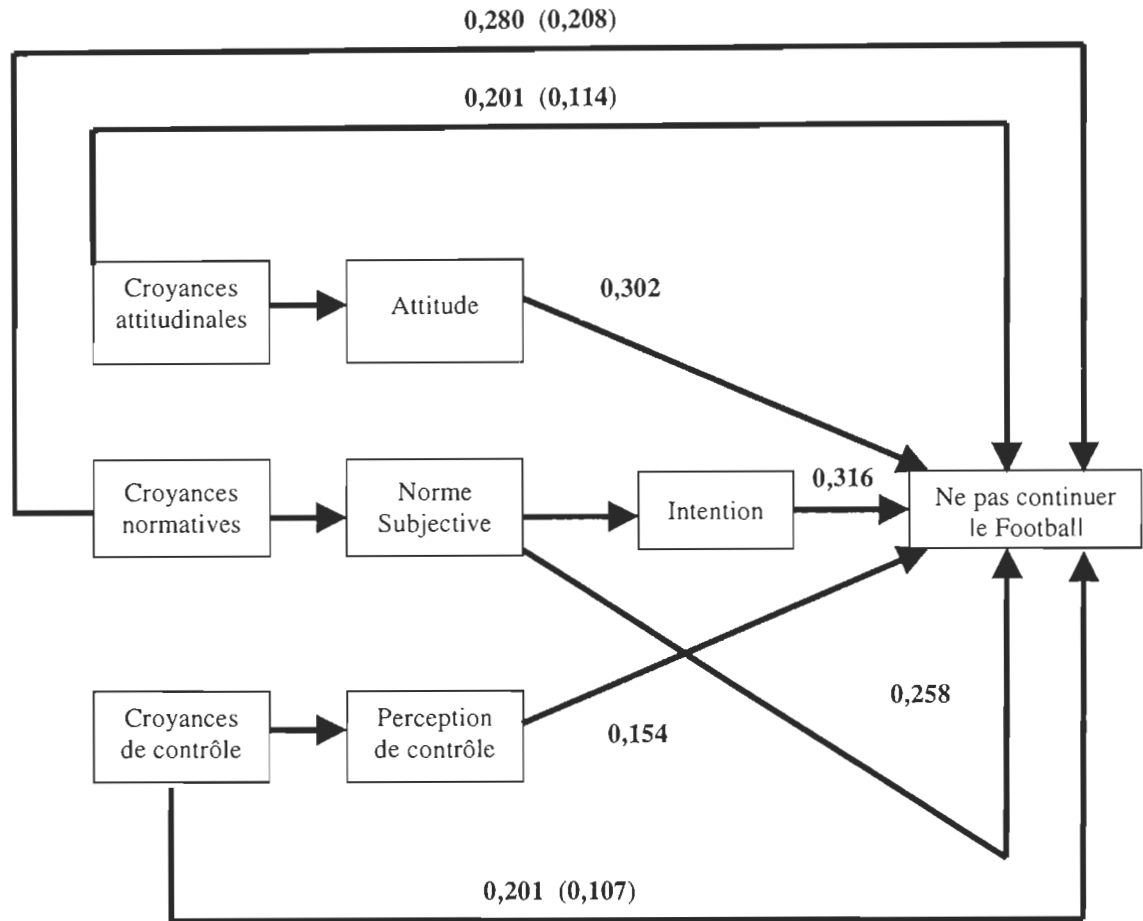 0,280 (0,208)
0,201 (0,114)
Croyances
attitudinales
Attitude
0,302
Croyances
normatives
Norme
Subjective
Intention
0,316
Ne pas continuer
le Football
Croyances
de contrôle
Perception
de contrôle
0,154
0,258
0,201 (0,107)